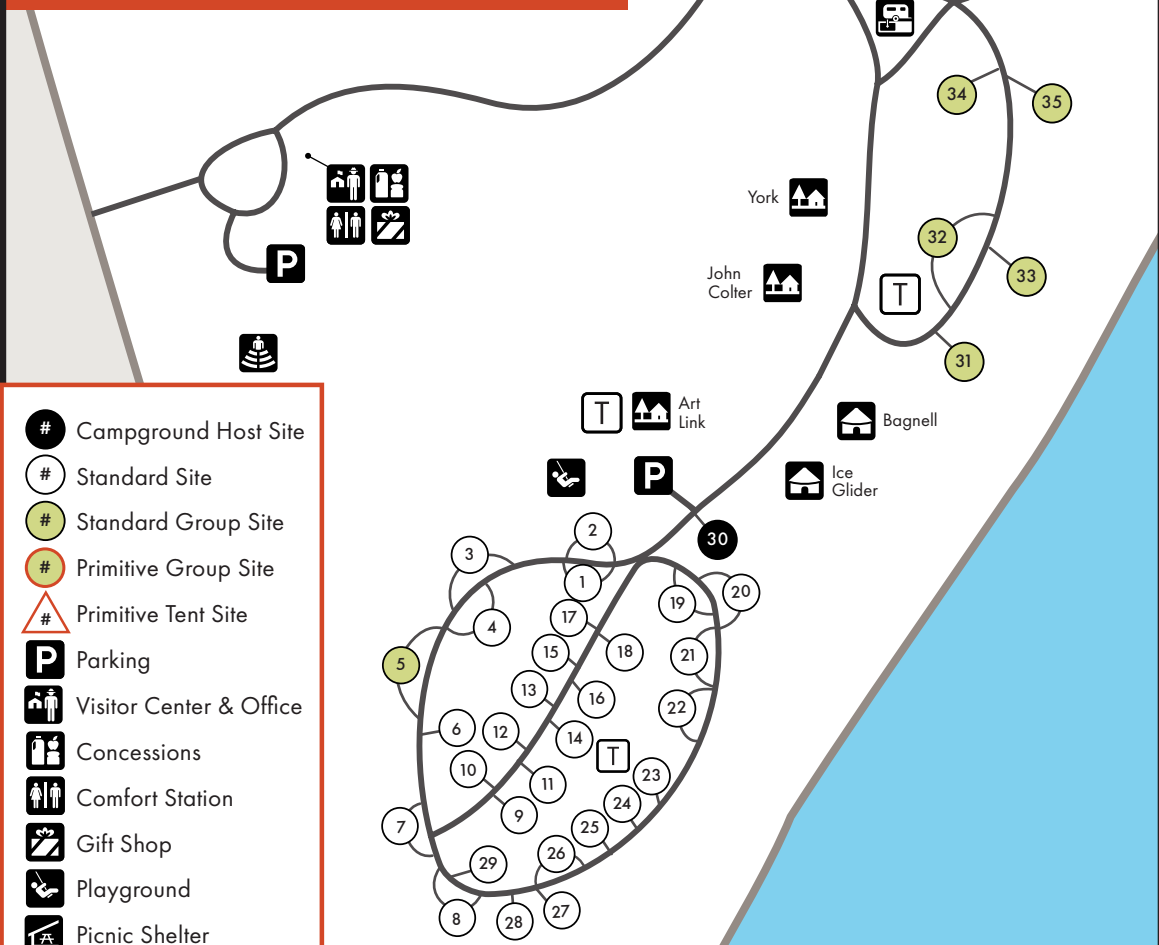 34
35
York
32
33
John
Colter
T
P
31
T
Art
Link
Bagnell
P
Ice
Glider
30
2
3
1
20
19
17
4
18
15
21
5
13
16
22
6
12
14
T
10
23
11
24
9
7
25
26
29
27
8
28
# Campground Host Site
# Standard Site
# Standard Group Site
# Primitive Group Site
# Primitive Tent Site
P Parking
Visitor Center & Office
Concessions
Comfort Station
Gift Shop
Playground
Picnic Shelter